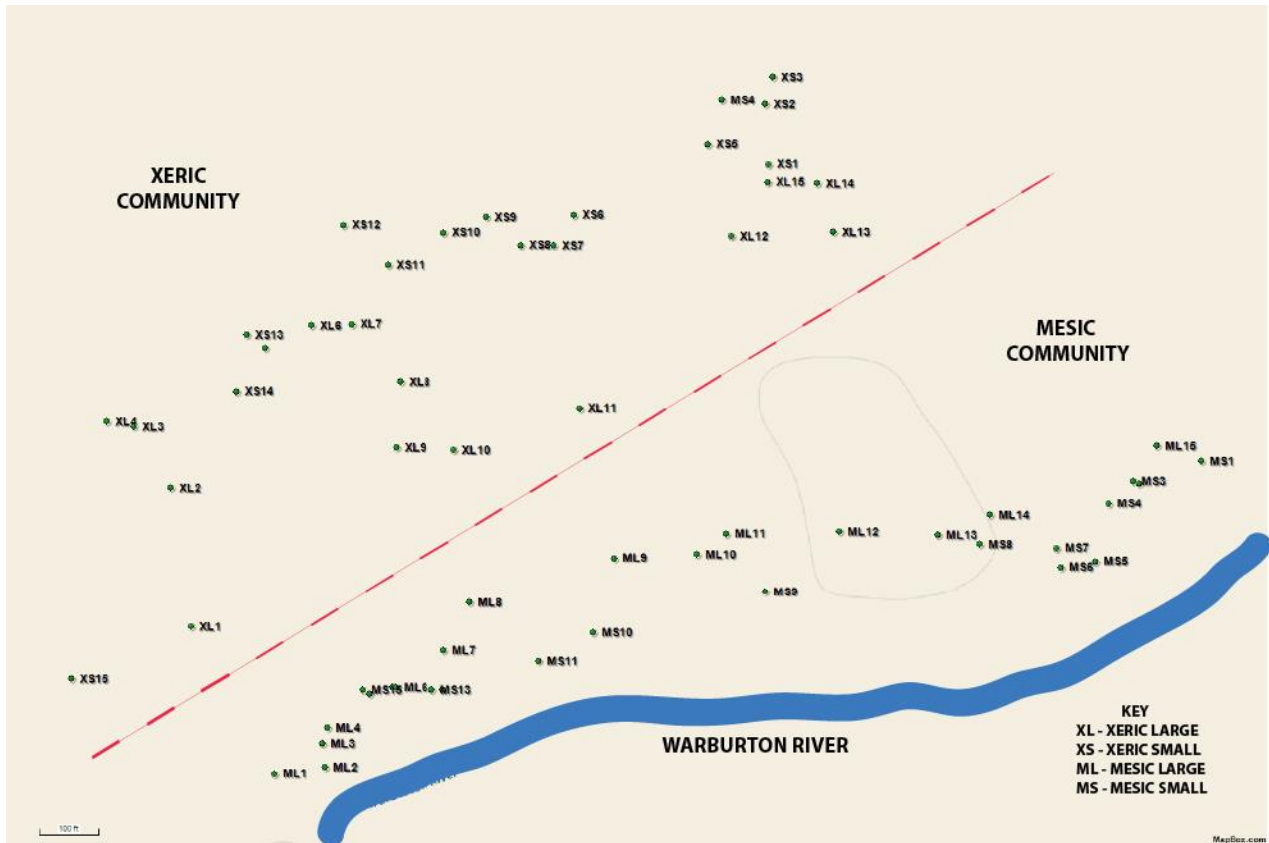 XS3
MS4
XS2
XS5
XS1
XL15
XL14
XERIC
COMMUNITY
XS12
XS9
XS6
XS10
XL12
XL13
XS8
XS7
XS11
XL6
XL7
XS13
MESIC
COMMUNITY
XL8
XS14
XL11
XL4
XL3
XL9
XL10
ML15
MS1
XL2
MS3
MS4
ML14
ML11
ML12
ML13
MS8
MS7
ML10
ML9
MS6
MS5
MS9
ML8
XL1
MS10
ML7
MS11
XS15
MS15
ML6
MS13
ML4
ML3
ML2
ML1
WARBURTON RIVER
KEY
XL - XERIC LARGE
XS - XERIC SMALL
ML - MESIC LARGE
MS - MESIC SMALL
100 ft
MapBox.com